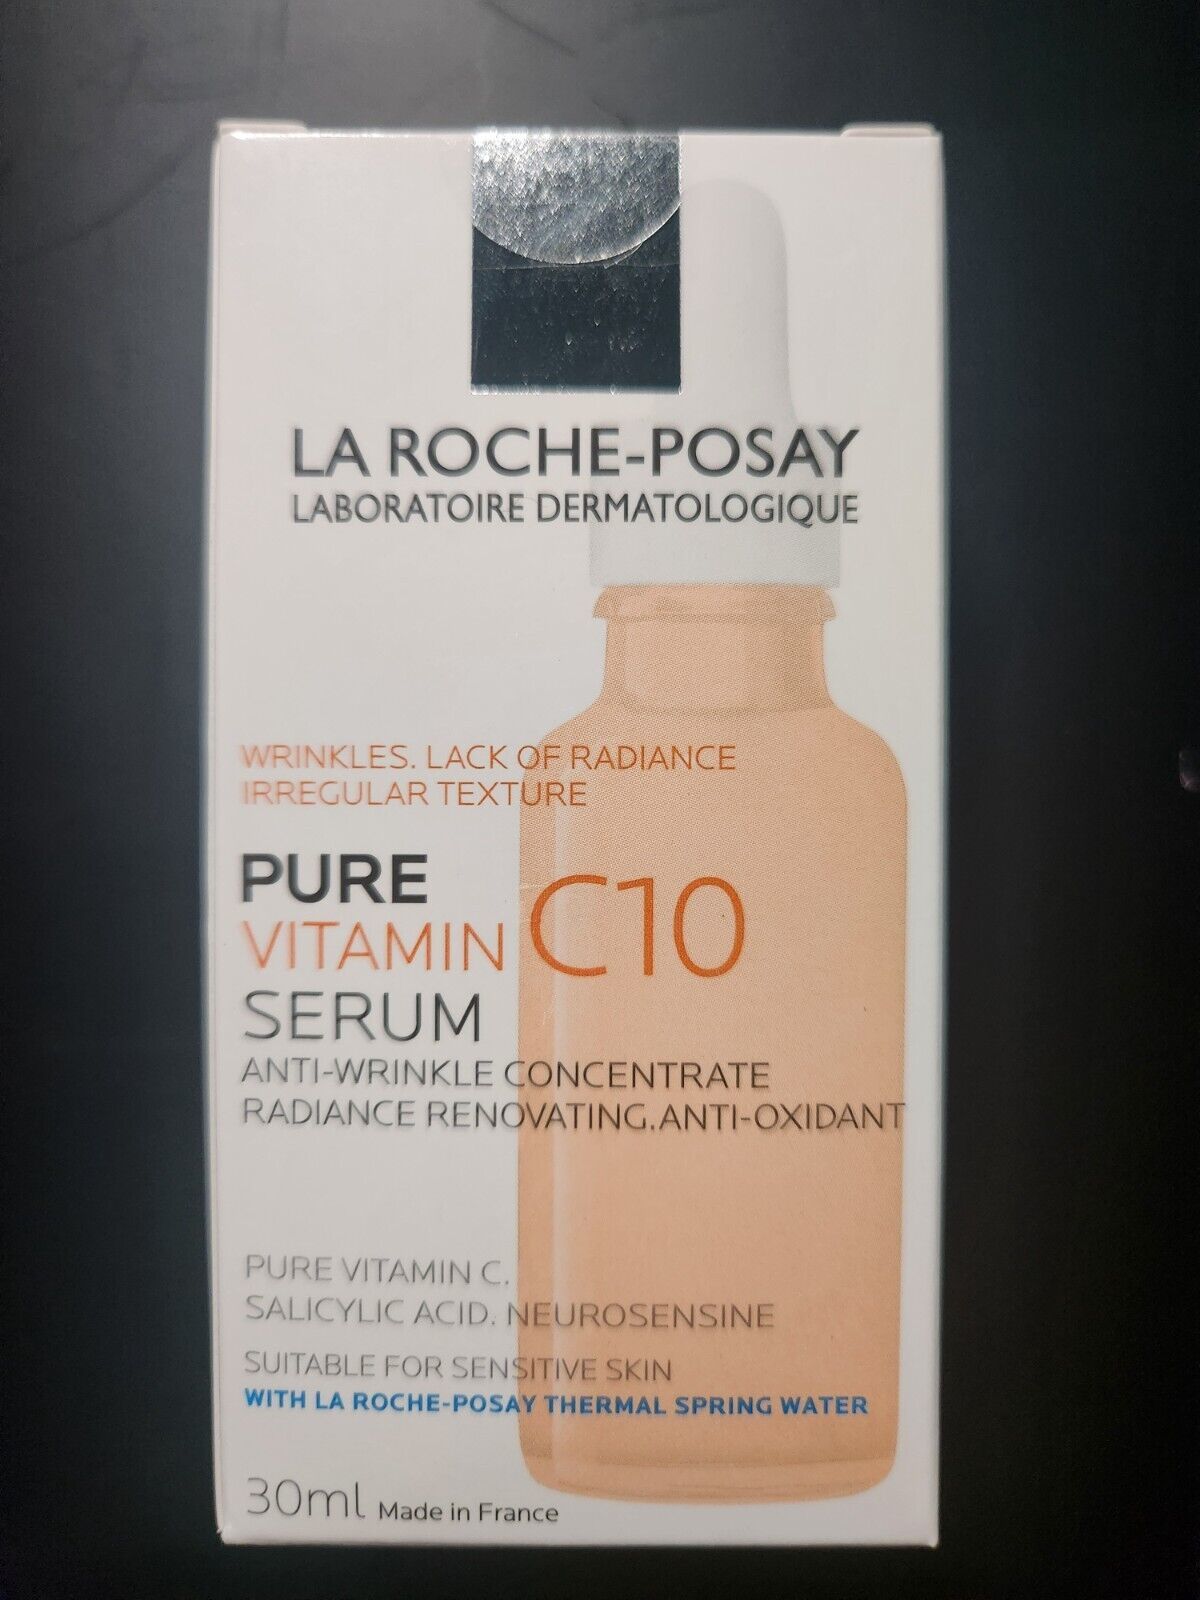 LA ROCHE-POSAY
LABORATOIRE DERMATOLOGIQUE
WRINKLES. LACK OF RADIANCE
IRREGULAR TEXTURE
PURE
VITAMIN C10
SERUM
ANTI-WRINKLE CONCENTRATE
RADIANCE RENOVATING.ANTI-OXIDANT
PURE VITAMIN C.
SALICYLIC ACID. NEUROSENSINE
SUITABLE FOR SENSITIVE SKIN
WITH LA ROCHE-POSAY THERMAL SPRING WATER
30ml Made in France